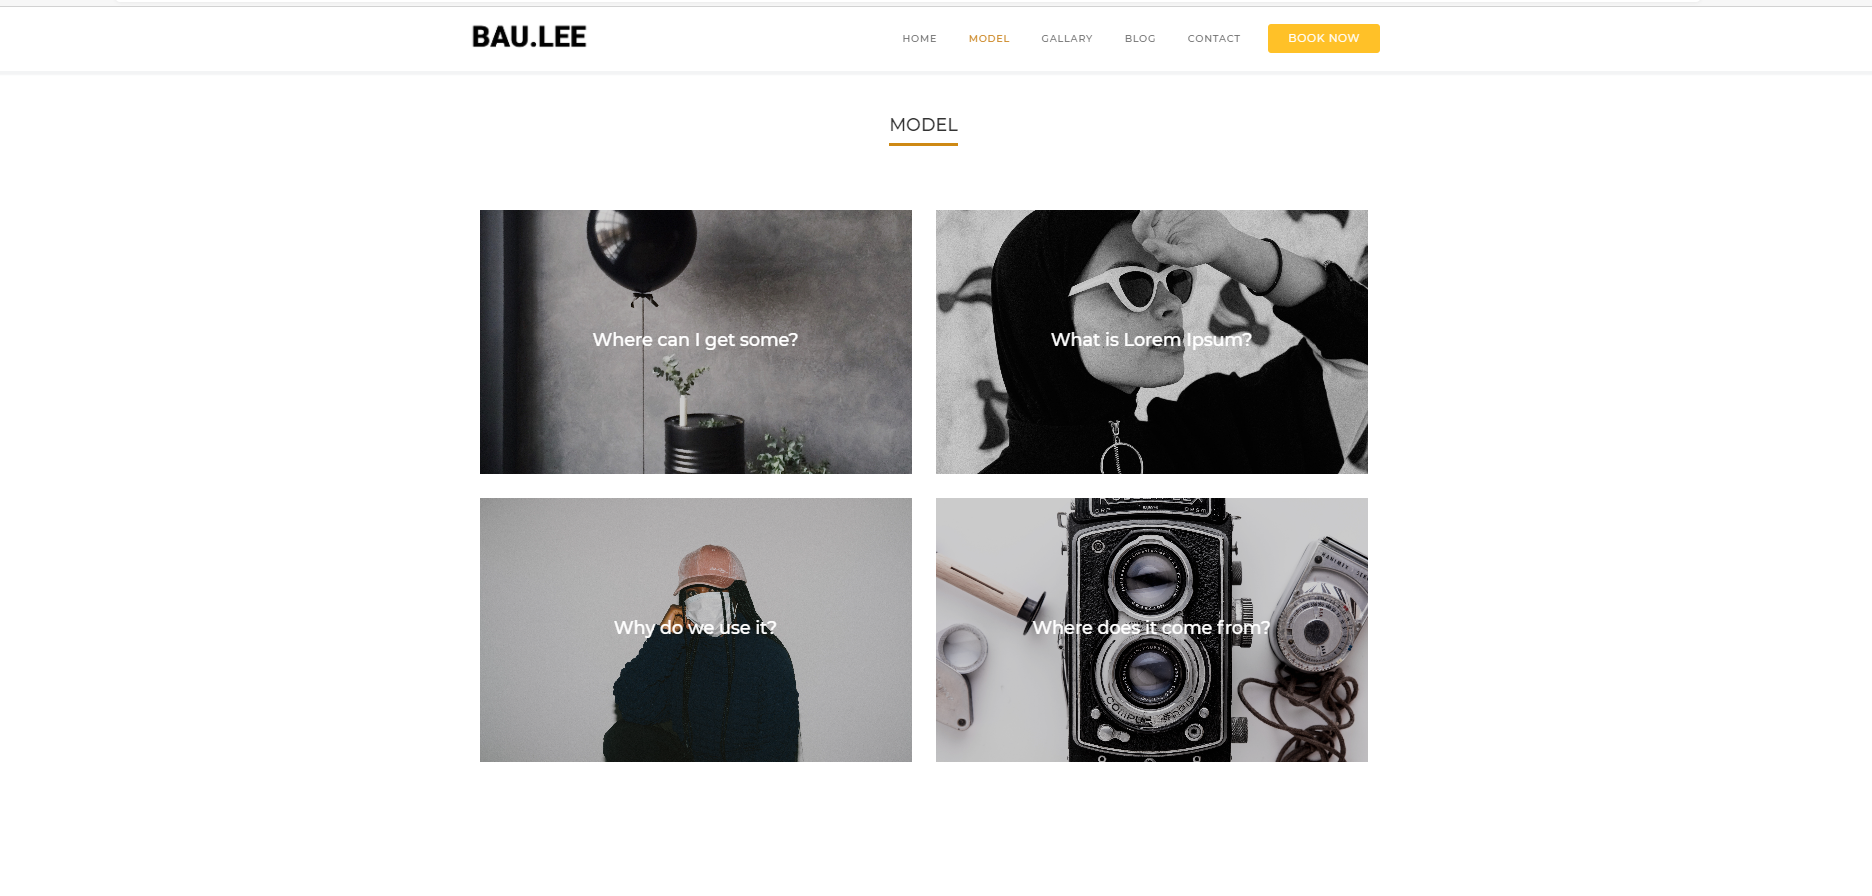 BAU.LEE
HOME MODEL GALLARY BLOG CONTACT BOOK NOW
MODEL
Where can I get some?
What is Lorem Ipsum?
Why do we use it?
Where does it come from?